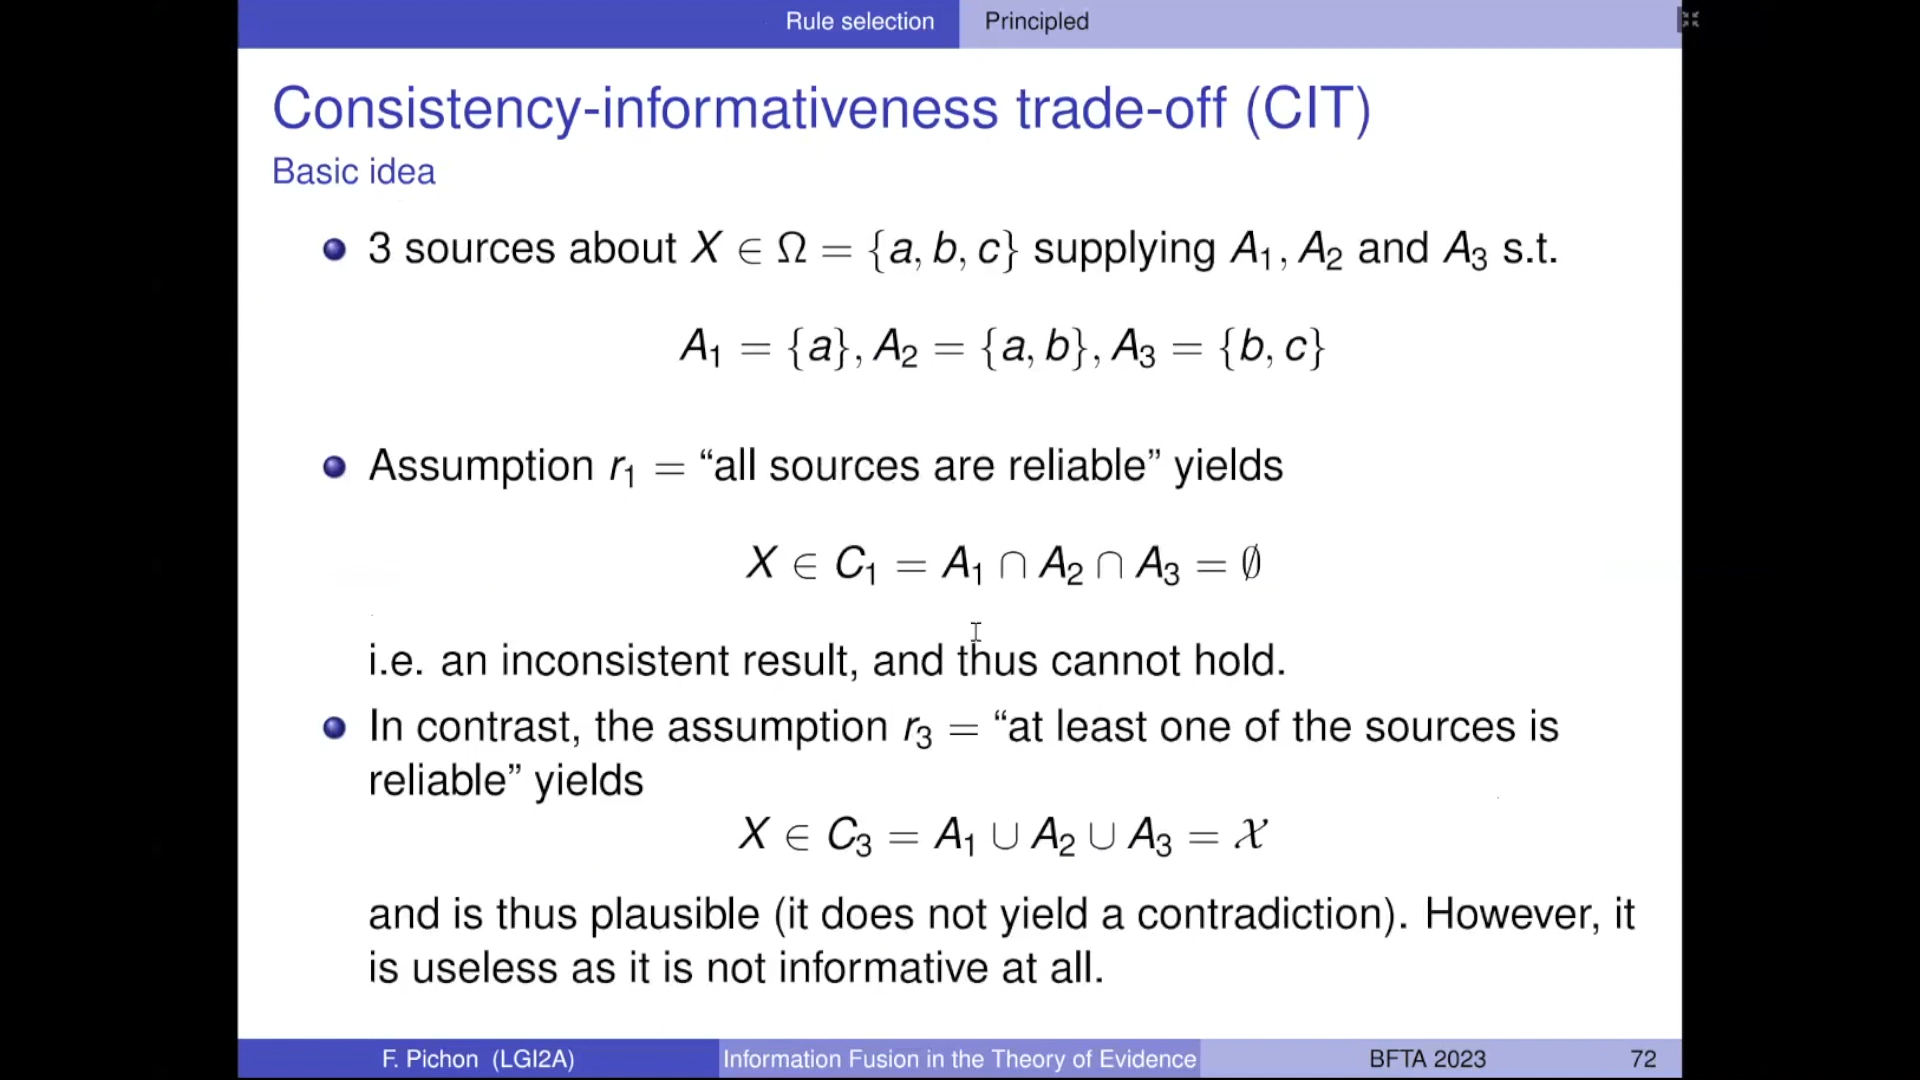 Rule selection Principled
Consistency-informativeness trade-off (CIT)
Basic idea
3 sources about X ∈ Ω = {a, b, c} supplying A₁, A₂ and A₃ s.t.
A₁ = {a}, A₂ = {a, b}, A₃ = {b, c}
Assumption r₁ = “all sources are reliable” yields
X ∈ C₁ = A₁ ∩ A₂ ∩ A₃ = ∅
i.e. an inconsistent result, and thus cannot hold.
In contrast, the assumption r₃ = “at least one of the sources is
reliable” yields
X ∈ C₃ = A₁ ∪ A₂ ∪ A₃ = 𝒳
and is thus plausible (it does not yield a contradiction). However, it
is useless as it is not informative at all.
F. Pichon (LGI2A) Information Fusion in the Theory of Evidence BFTA 2023 72